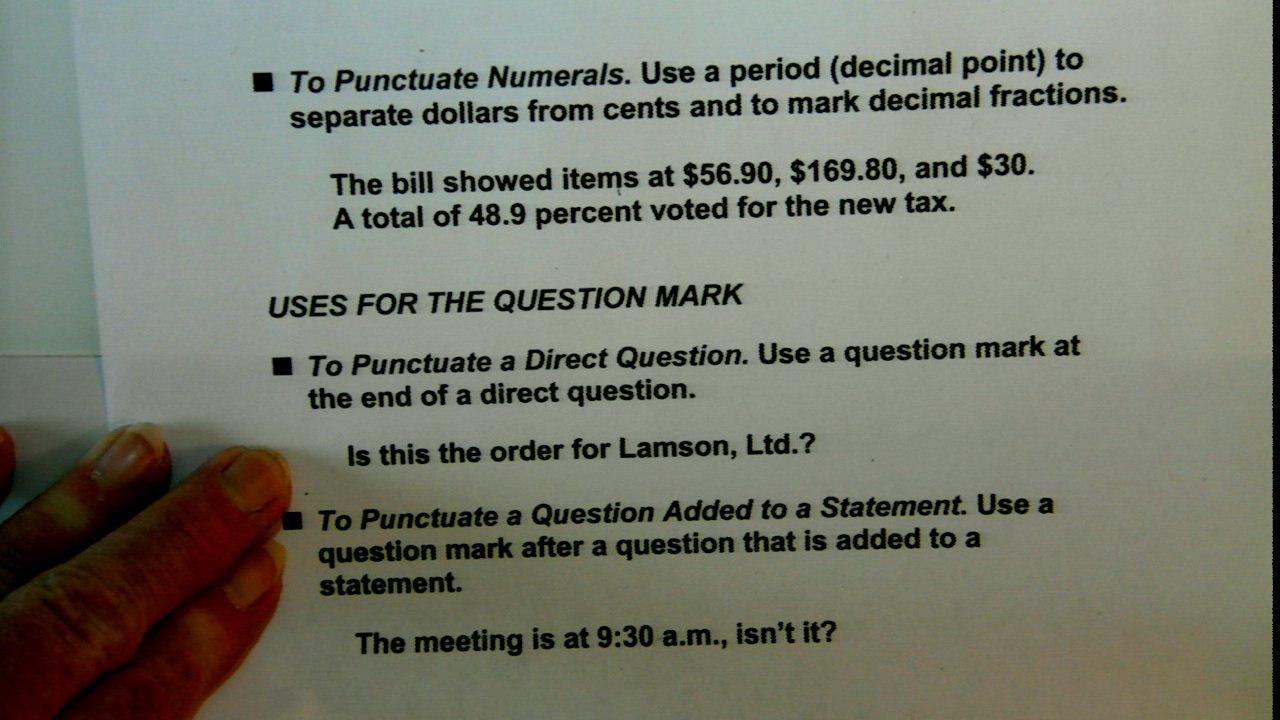 ■ To Punctuate Numerals. Use a period (decimal point) to
separate dollars from cents and to mark decimal fractions.
The bill showed items at $56.90, $169.80, and $30.
A total of 48.9 percent voted for the new tax.
USES FOR THE QUESTION MARK
■ To Punctuate a Direct Question. Use a question mark at
the end of a direct question.
Is this the order for Lamson, Ltd.?
■ To Punctuate a Question Added to a Statement. Use a
question mark after a question that is added to a
statement.
The meeting is at 9:30 a.m., isn't it?